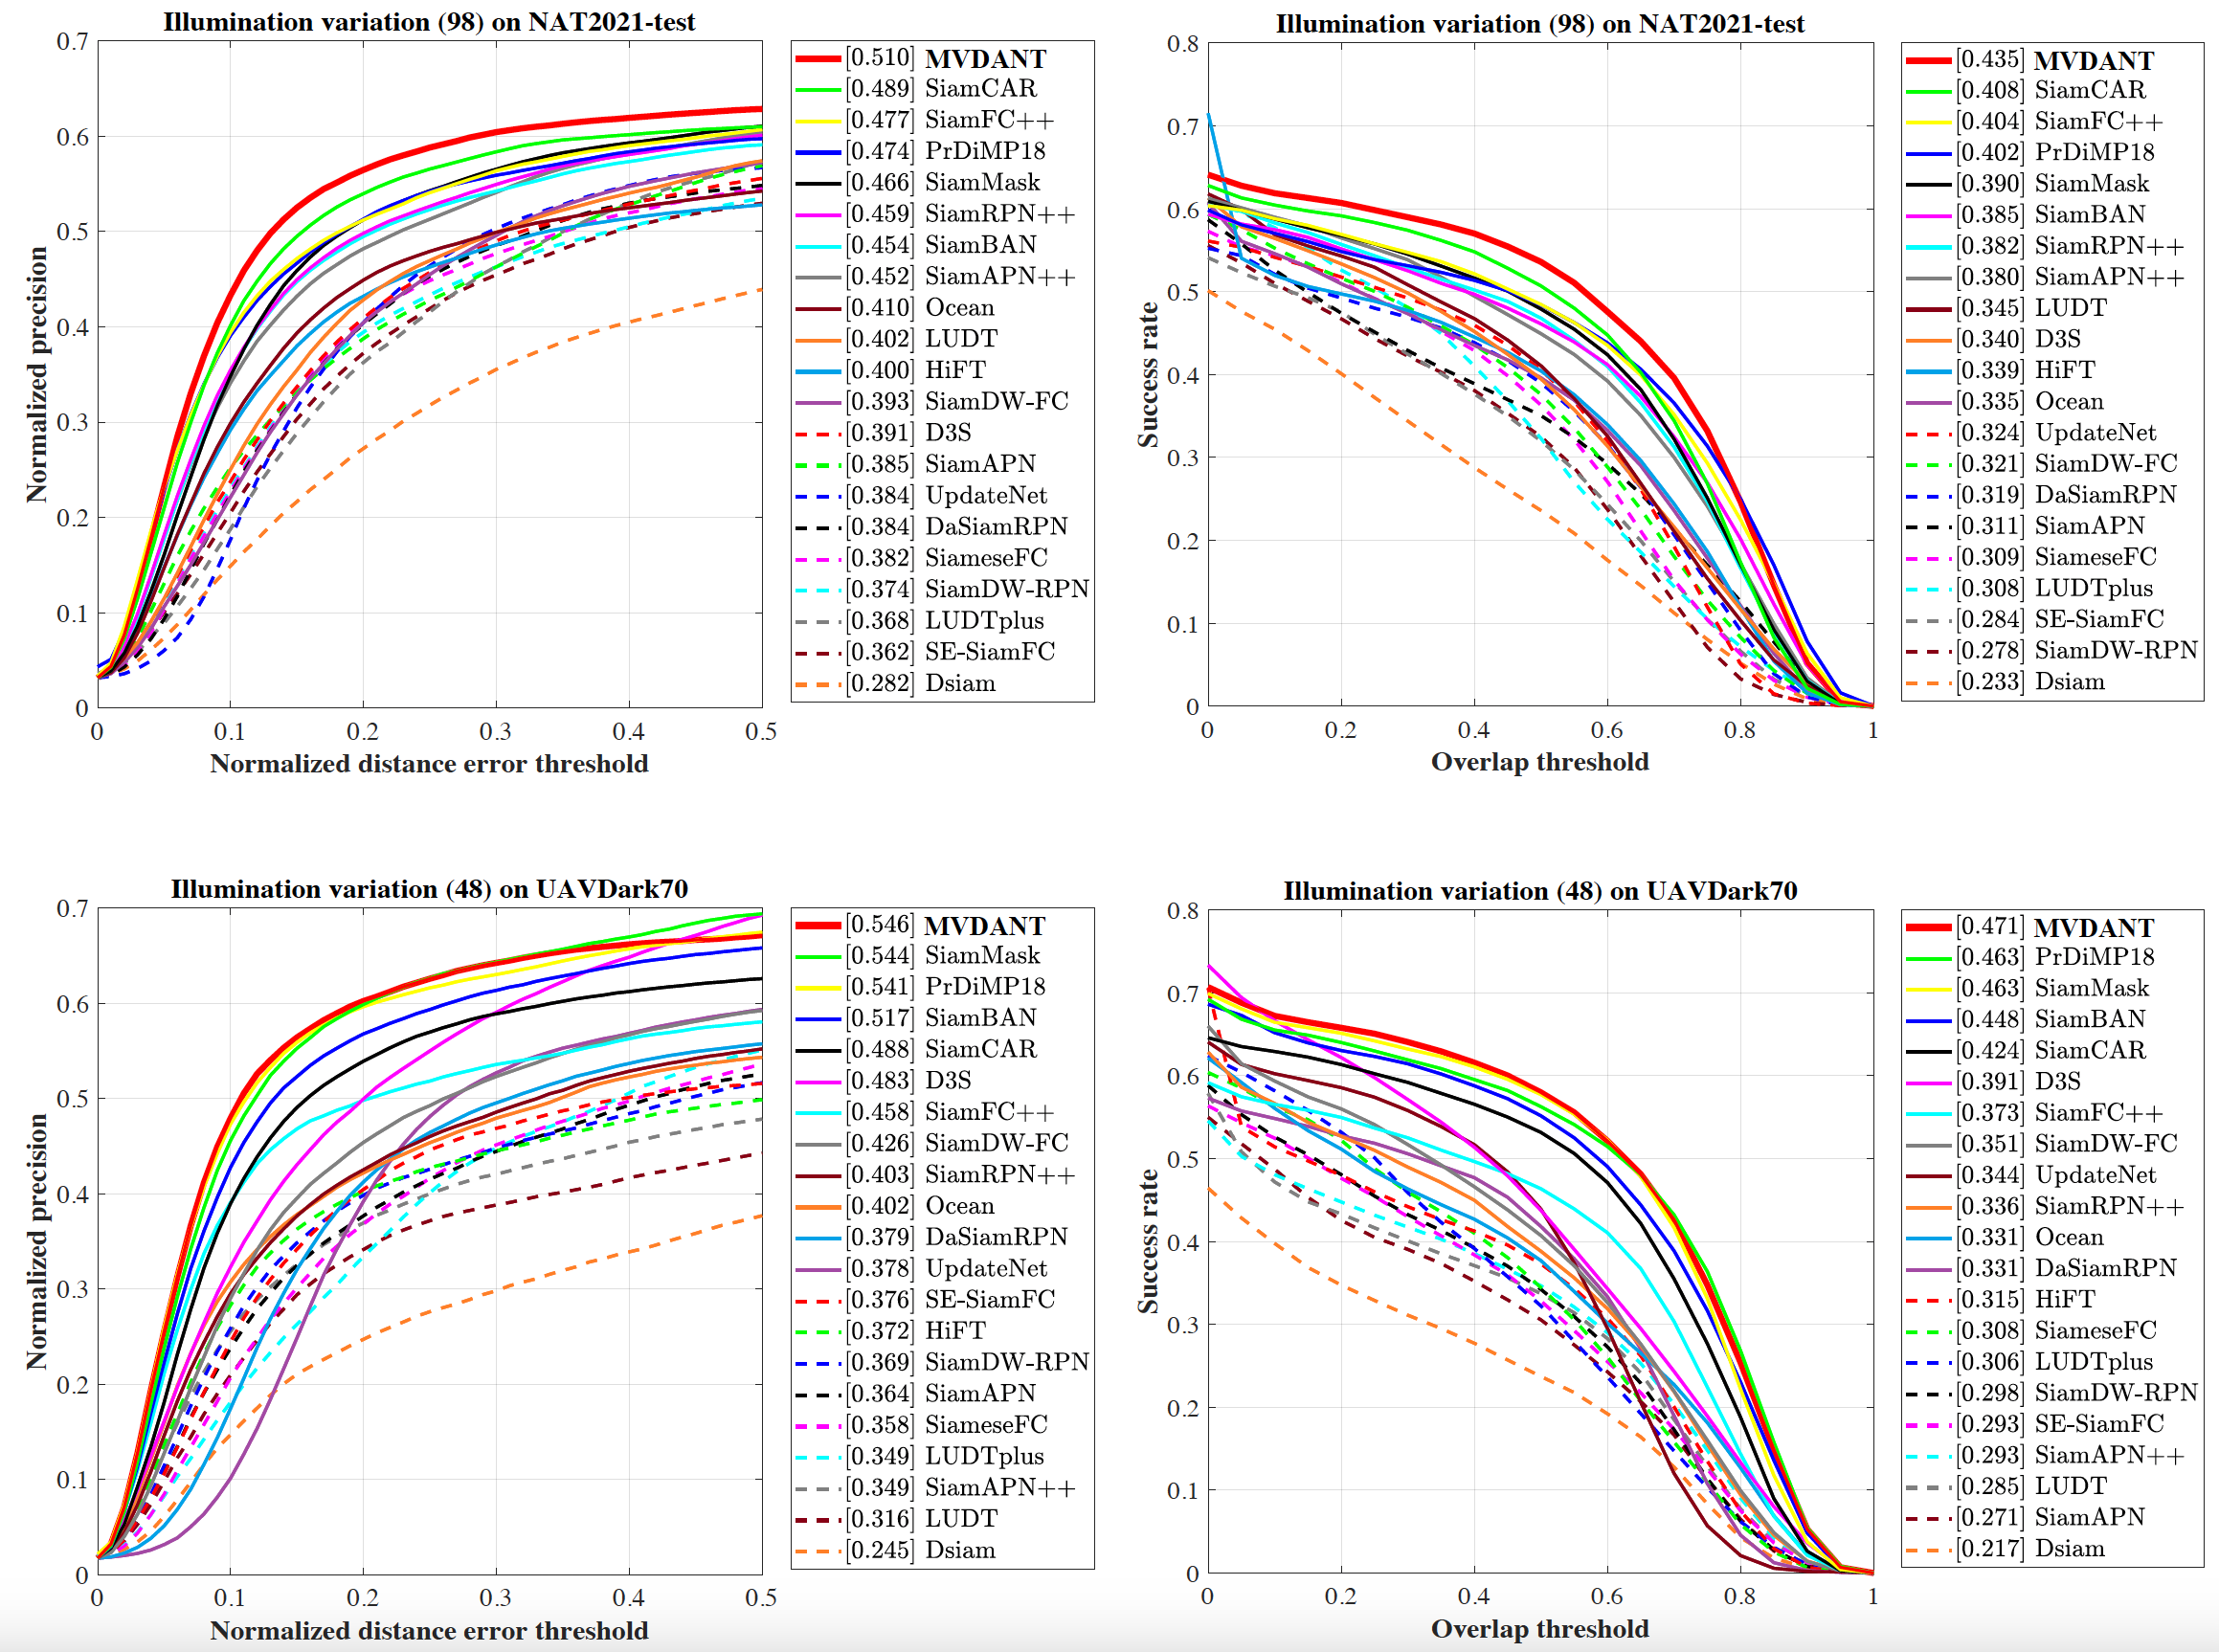 Illumination variation (98) on NAT2021-test
Normalized precision
0.7
0.6
0.5
0.4
0.3
0.2
0.1
0
0 0.1 0.2 0.3 0.4 0.5
Normalized distance error threshold
[0.510] MVDANT
[0.489] SiamCAR
[0.477] SiamFC++
[0.474] PrDiMP18
[0.466] SiamMask
[0.459] SiamRPN++
[0.454] SiamBAN
[0.452] SiamAPN++
[0.410] Ocean
[0.402] LUDT
[0.400] HiFT
[0.393] SiamDW-FC
[0.391] D3S
[0.385] SiamAPN
[0.384] UpdateNet
[0.384] DaSiamRPN
[0.382] SiameseFC
[0.374] SiamDW-RPN
[0.368] LUDTplus
[0.362] SE-SiamFC
[0.282] Dsiam
Illumination variation (98) on NAT2021-test
Success rate
0.8
0.7
0.6
0.5
0.4
0.3
0.2
0.1
0
0 0.2 0.4 0.6 0.8 1
Overlap threshold
[0.435] MVDANT
[0.408] SiamCAR
[0.404] SiamFC++
[0.402] PrDiMP18
[0.390] SiamMask
[0.385] SiamBAN
[0.382] SiamRPN++
[0.380] SiamAPN++
[0.345] LUDT
[0.340] D3S
[0.339] HiFT
[0.335] Ocean
[0.324] UpdateNet
[0.321] SiamDW-FC
[0.319] DaSiamRPN
[0.311] SiamAPN
[0.309] SiameseFC
[0.308] LUDTplus
[0.284] SE-SiamFC
[0.278] SiamDW-RPN
[0.233] Dsiam
Illumination variation (48) on UAVDark70
Normalized precision
0.7
0.6
0.5
0.4
0.3
0.2
0.1
0
0 0.1 0.2 0.3 0.4 0.5
Normalized distance error threshold
[0.546] MVDANT
[0.544] SiamMask
[0.541] PrDiMP18
[0.517] SiamBAN
[0.488] SiamCAR
[0.483] D3S
[0.458] SiamFC++
[0.426] SiamDW-FC
[0.403] SiamRPN++
[0.402] Ocean
[0.379] DaSiamRPN
[0.378] UpdateNet
[0.376] SE-SiamFC
[0.372] HiFT
[0.369] SiamDW-RPN
[0.364] SiamAPN
[0.358] SiameseFC
[0.349] LUDTplus
[0.349] SiamAPN++
[0.316] LUDT
[0.245] Dsiam
Illumination variation (48) on UAVDark70
Success rate
0.8
0.7
0.6
0.5
0.4
0.3
0.2
0.1
0
0 0.2 0.4 0.6 0.8 1
Overlap threshold
[0.471] MVDANT
[0.463] PrDiMP18
[0.463] SiamMask
[0.448] SiamBAN
[0.424] SiamCAR
[0.391] D3S
[0.373] SiamFC++
[0.351] SiamDW-FC
[0.344] UpdateNet
[0.336] SiamRPN++
[0.331] Ocean
[0.331] DaSiamRPN
[0.315] HiFT
[0.308] SiameseFC
[0.306] LUDTplus
[0.298] SiamDW-RPN
[0.293] SE-SiamFC
[0.293] SiamAPN++
[0.285] LUDT
[0.271] SiamAPN
[0.217] Dsiam